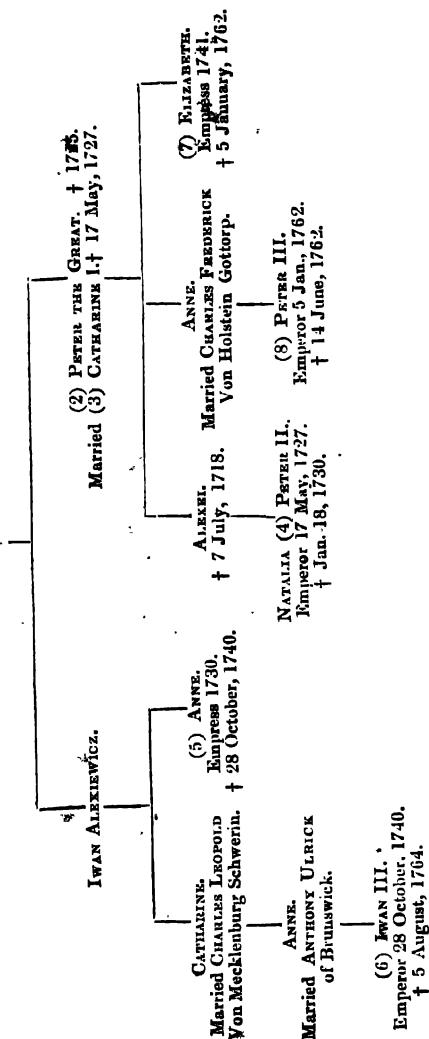 (2) PETER THE GREAT. † 1725.
Married (3) CATHARINE I. † 17 May, 1727.
IWAN ALEXIEWICZ.
CATHARINE.
Married CHARLES LEOPOLD
Von Mecklenburg Schwerin.
(5) ANNE.
Empress 1730.
† 28 October, 1740.
ALEXEI.
† 7 July, 1718.
ANNE.
Married CHARLES FREDERICK
Von Holstein Gottorp.
(7) ELIZABETH.
Empress 1741.
† 5 January, 1762.
ANNE.
Married ANTHONY ULRICK
of Brunswick.
NATALIA (4) PETER II.
Emperor 17 May, 1727.
† Jan. 18, 1730.
(8) PETER III.
Emperor 5 Jan., 1762.
† 14 June, 1762.
(6) IWAN III.
Emperor 28 October, 1740.
† 5 August, 1764.